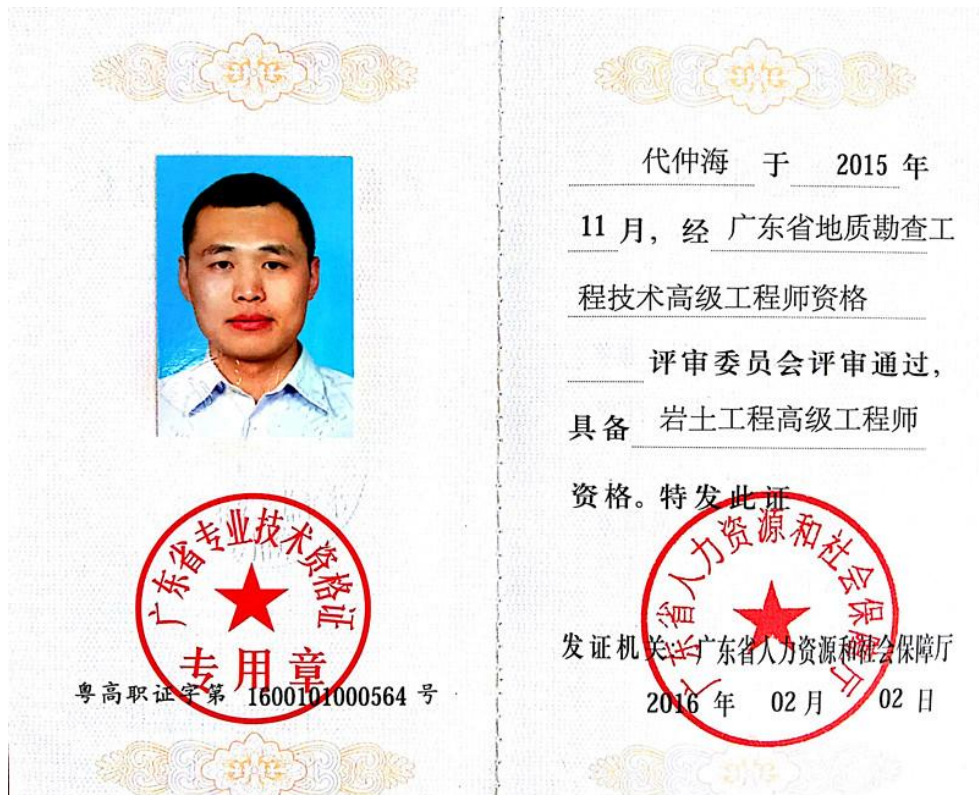 广东省专业技术资格证
专用章
粤高职证字第 1600101000564 号
代仲海 于 2015 年
11 月，经 广东省地质勘查工
程技术高级工程师资格
评审委员会评审通过，
具备 岩土工程高级工程师
资格。特发此证
广东省人力资源和社会保障厅
发证机关：广东省人力资源和社会保障厅
2016 年 02 月 02 日